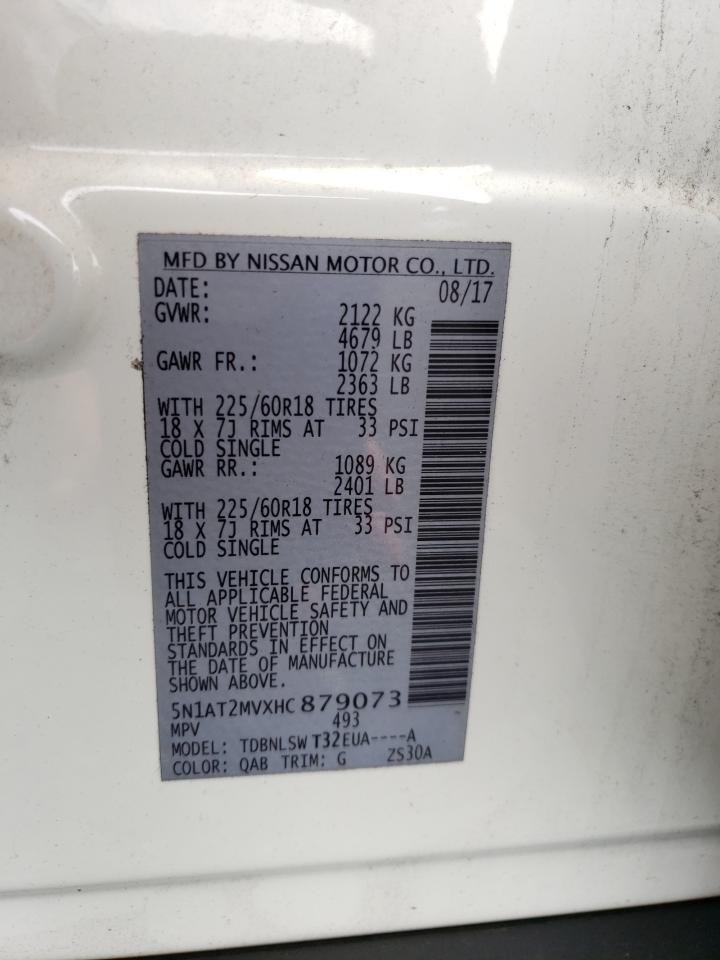 MFD BY NISSAN MOTOR CO., LTD.
DATE: 08/17
GVWR: 2122 KG
4679 LB
GAWR FR.: 1072 KG
2363 LB
WITH 225/60R18 TIRES
18 X 7J RIMS AT 33 PSI
COLD SINGLE
GAWR RR.: 1089 KG
2401 LB
WITH 225/60R18 TIRES
18 X 7J RIMS AT 33 PSI
COLD SINGLE
THIS VEHICLE CONFORMS TO
ALL APPLICABLE FEDERAL
MOTOR VEHICLE SAFETY AND
THEFT PREVENTION
STANDARDS IN EFFECT ON
THE DATE OF MANUFACTURE
SHOWN ABOVE.
5N1AT2MVXHC879073
MPV 493
MODEL: TDBNLSW T32EUA----A
COLOR: QAB TRIM: G ZS30A